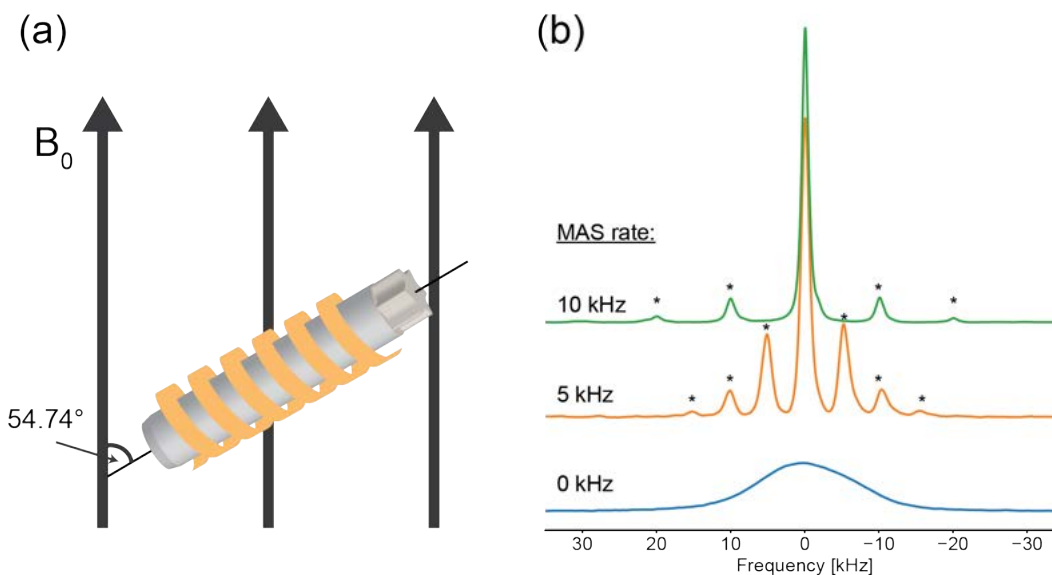 (a)
B0
54.74°
(b)
MAS rate:
* * * *
10 kHz
* * * * * *
5 kHz
0 kHz
30 20 10 0 −10 −20 −30
Frequency [kHz]